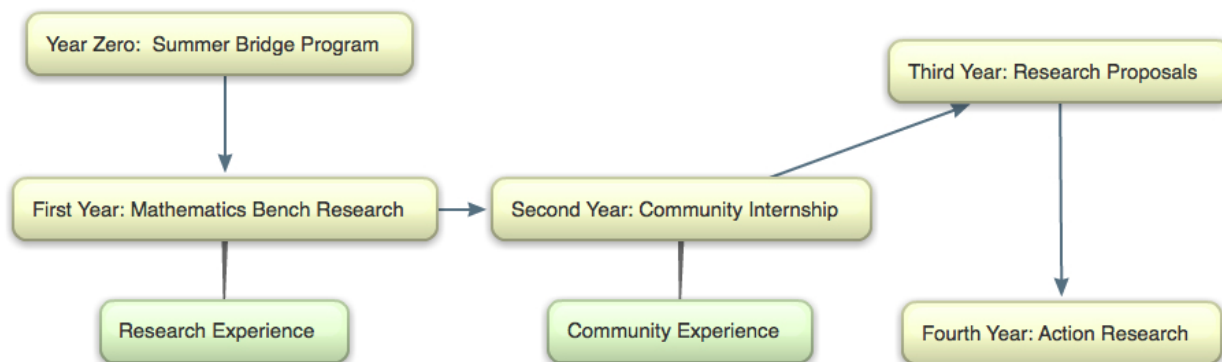 Year Zero:  Summer Bridge Program
First Year: Mathematics Bench Research
Research Experience
Second Year: Community Internship
Community Experience
Third Year: Research Proposals
Fourth Year: Action Research